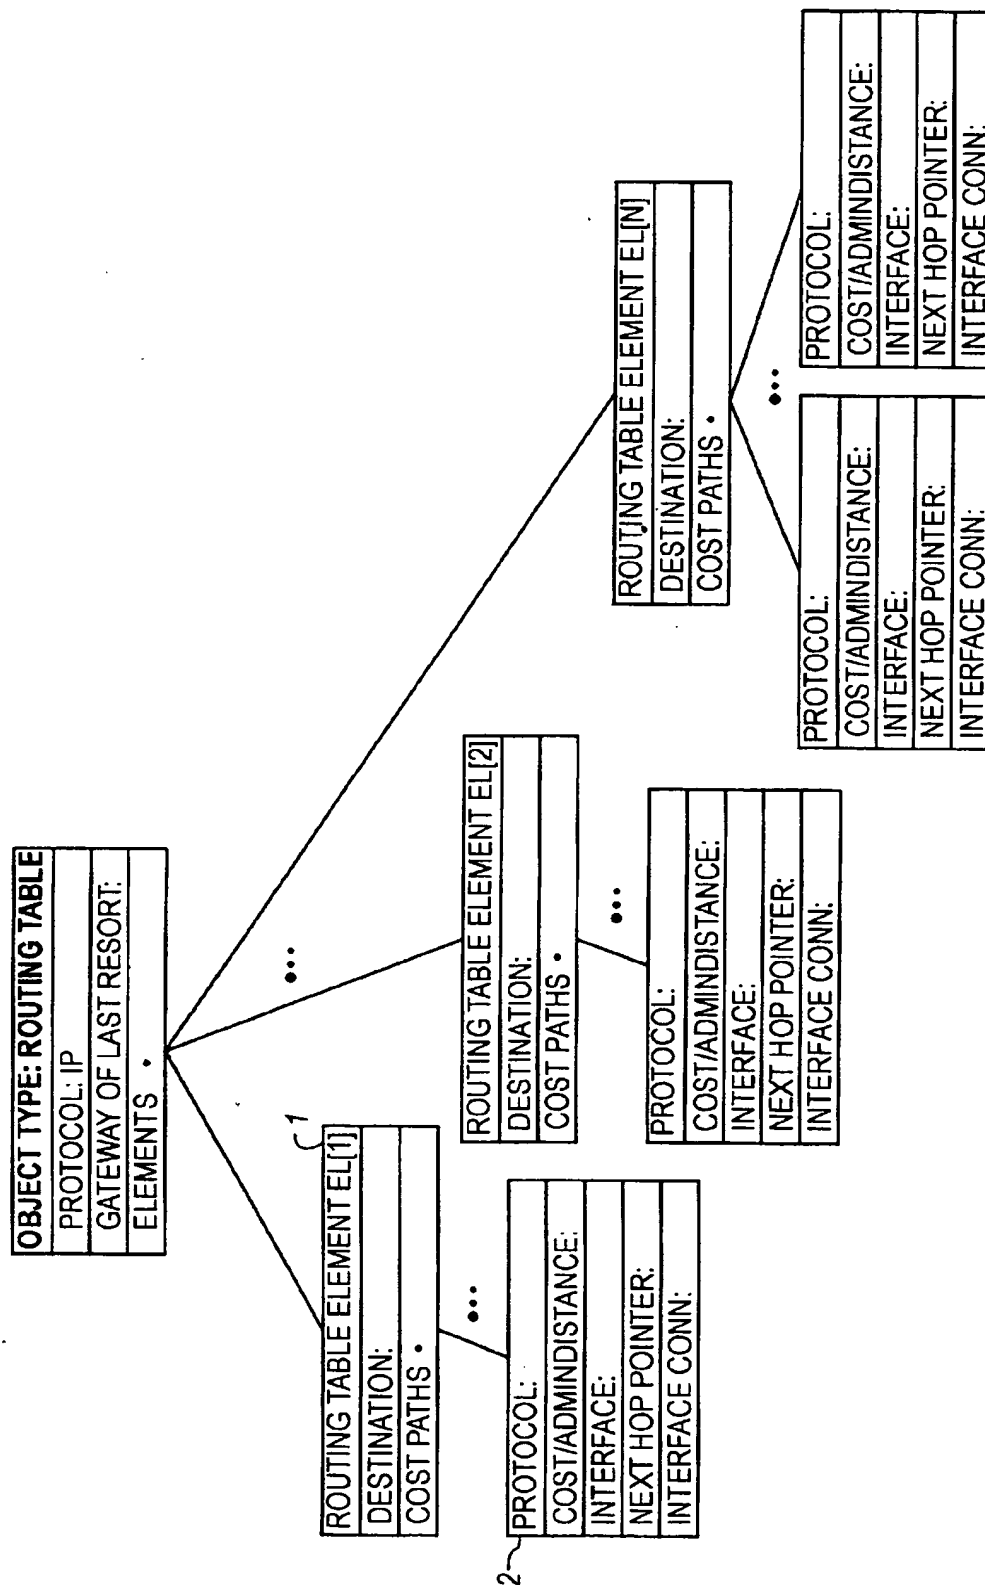 OBJECT TYPE: ROUTING TABLE
PROTOCOL: IP
GATEWAY OF LAST RESORT:
ELEMENTS
1
ROUTING TABLE ELEMENT EL[1]
DESTINATION:
COST PATHS
2
PROTOCOL:
COST/ADMINDISTANCE:
INTERFACE:
NEXT HOP POINTER:
INTERFACE CONN:
ROUTING TABLE ELEMENT EL[2]
DESTINATION:
COST PATHS
PROTOCOL:
COST/ADMINDISTANCE:
INTERFACE:
NEXT HOP POINTER:
INTERFACE CONN:
ROUTING TABLE ELEMENT EL[N]
DESTINATION:
COST PATHS
PROTOCOL:
COST/ADMINDISTANCE:
INTERFACE:
NEXT HOP POINTER:
INTERFACE CONN:
PROTOCOL:
COST/ADMINDISTANCE:
INTERFACE:
NEXT HOP POINTER:
INTERFACE CONN: